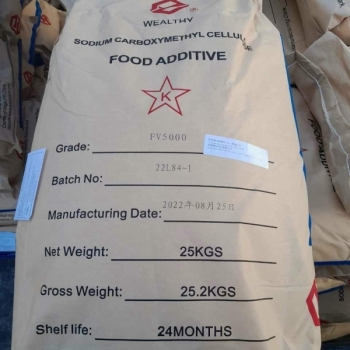 WEALTHY
SODIUM CARBOXYMETHYL CELLULOSE
FOOD ADDITIVE
K
Grade: FV5000
Batch No: 22L84-1
Manufacturing Date: 2022年08月25日
Net Weight: 25KGS
Gross Weight: 25.2KGS
Shelf life: 24MONTHS